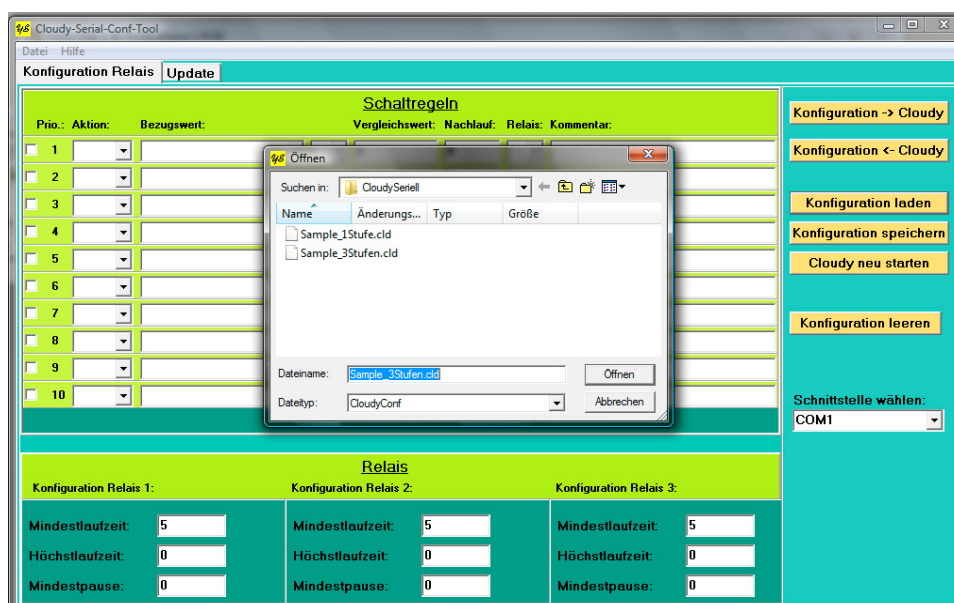 Cloudy-Serial-Conf-Tool
Datei Hilfe
Konfiguration Relais Update
Schaltregeln
Prio.: Aktion: Bezugswert: Vergleichswert: Nachlauf: Relais: Kommentar:
1
2
3
4
5
6
7
8
9
10
Öffnen
Suchen in: CloudySeriell
Name Änderungs... Typ Größe
Sample_1Stufe.cld
Sample_3Stufen.cld
Dateiname: Sample_3Stufen.cld Öffnen
Dateityp: CloudyConf Abbrechen
Konfiguration -> Cloudy
Konfiguration <- Cloudy
Konfiguration laden
Konfiguration speichern
Cloudy neu starten
Konfiguration leeren
Schnittstelle wählen:
COM1
Relais
Konfiguration Relais 1: Konfiguration Relais 2: Konfiguration Relais 3:
Mindestlaufzeit: 5 Mindestlaufzeit: 5 Mindestlaufzeit: 5
Höchstlaufzeit: 0 Höchstlaufzeit: 0 Höchstlaufzeit: 0
Mindestpause: 0 Mindestpause: 0 Mindestpause: 0